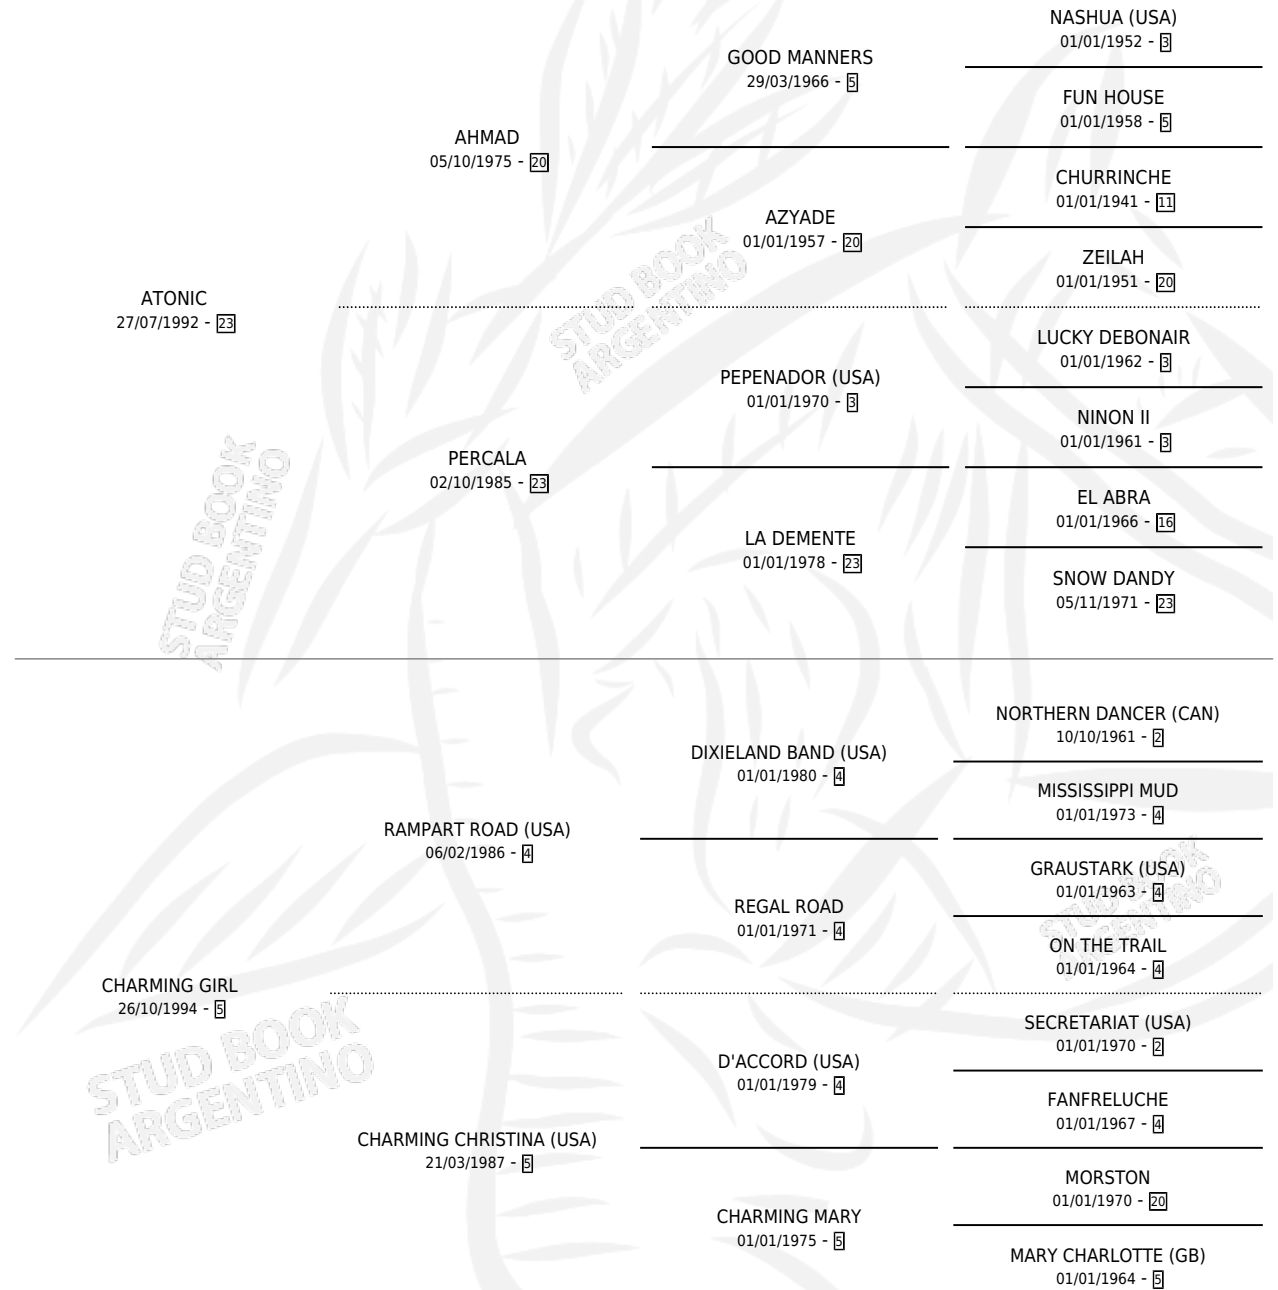 NASHUA (USA)
01/01/1952 - 3
GOOD MANNERS
29/03/1966 - 5
FUN HOUSE
01/01/1958 - 5
AHMAD
05/10/1975 - 20
CHURRINCHE
01/01/1941 - 11
AZYADE
01/01/1957 - 20
ZEILAH
01/01/1951 - 20
STUD BOOK
ARGENTINO
ATONIC
27/07/1992 - 23
LUCKY DEBONAIR
01/01/1962 - 3
PEPENADOR (USA)
01/01/1970 - 3
NINON II
01/01/1961 - 3
PERCALA
02/10/1985 - 23
EL ABRA
01/01/1966 - 16
LA DEMENTE
01/01/1978 - 23
SNOW DANDY
05/11/1971 - 23
STUD BOOK
ARGENTINO
NORTHERN DANCER (CAN)
10/10/1961 - 2
DIXIELAND BAND (USA)
01/01/1980 - 4
MISSISSIPPI MUD
01/01/1973 - 4
RAMPART ROAD (USA)
06/02/1986 - 4
GRAUSTARK (USA)
01/01/1963 - 4
REGAL ROAD
01/01/1971 - 4
ON THE TRAIL
01/01/1964 - 4
STUD BOOK
ARGENTINO
CHARMING GIRL
26/10/1994 - 5
SECRETARIAT (USA)
01/01/1970 - 2
D'ACCORD (USA)
01/01/1979 - 4
FANFRELUCHE
01/01/1967 - 4
STUD BOOK
ARGENTINO
CHARMING CHRISTINA (USA)
21/03/1987 - 5
MORSTON
01/01/1970 - 20
CHARMING MARY
01/01/1975 - 5
MARY CHARLOTTE (GB)
01/01/1964 - 5